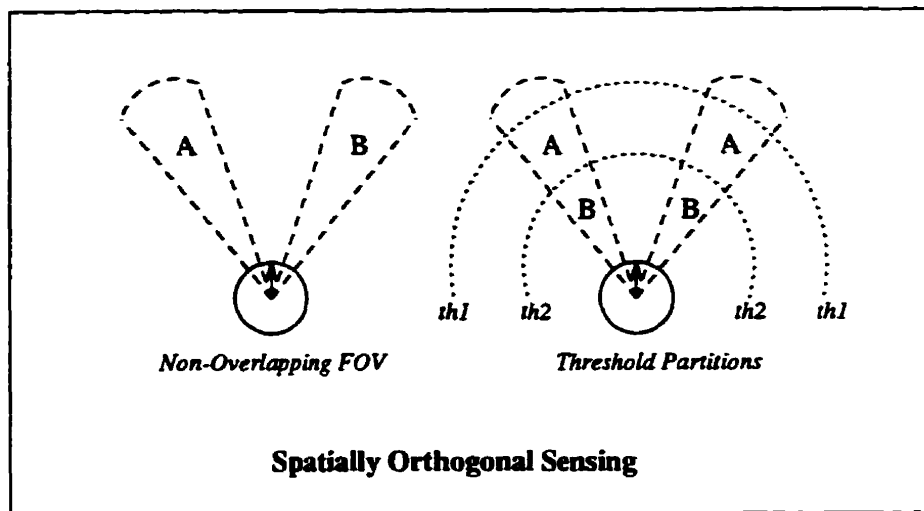 A B
A A
B B
th1 th2 th2 th1
Non-Overlapping FOV
Threshold Partitions
Spatially Orthogonal Sensing